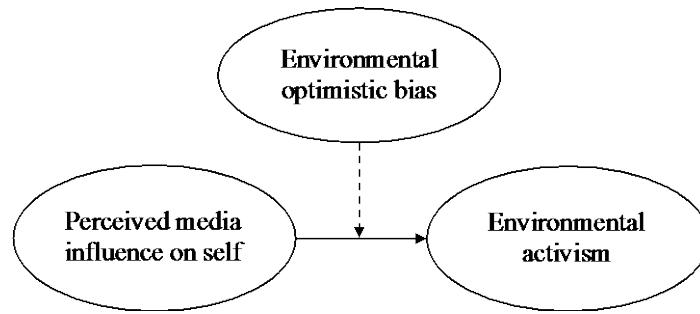 Environmental
optimistic bias
Perceived media
influence on self
Environmental
activism